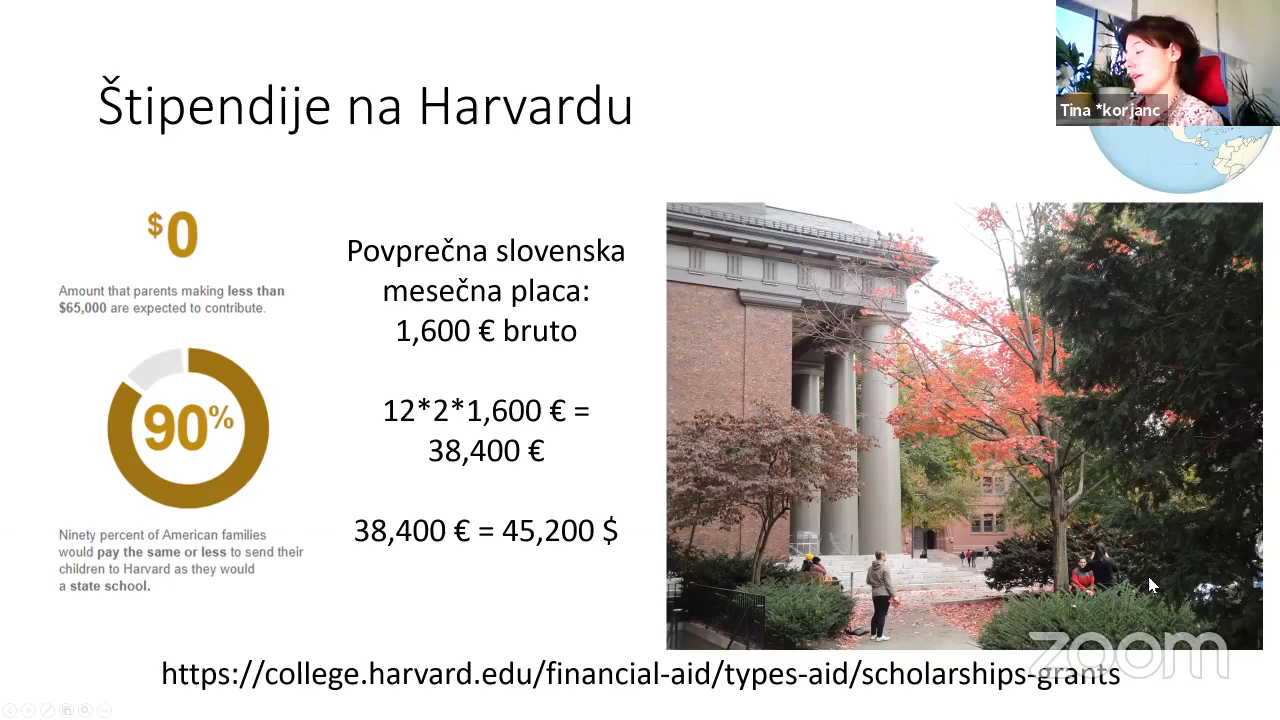 Štipendije na Harvardu
Tina *korjanc
$0
Amount that parents making less than
$65,000 are expected to contribute.
90%
Ninety percent of American families
would pay the same or less to send their
children to Harvard as they would
a state school.
Povprečna slovenska
mesečna placa:
1,600 € bruto
12*2*1,600 € =
38,400 €
38,400 € = 45,200 $
zoom
https://college.harvard.edu/financial-aid/types-aid/scholarships-grants